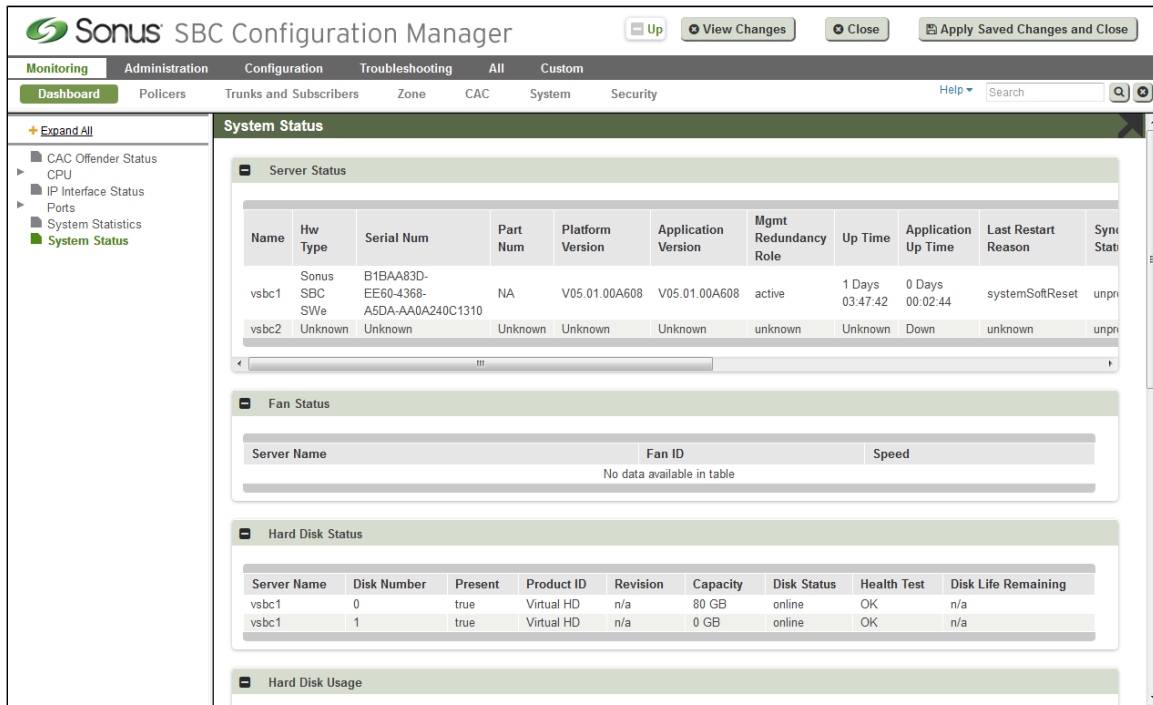 Sonus SBC Configuration Manager
Up View Changes Close Apply Saved Changes and Close
Monitoring Administration Configuration Troubleshooting All Custom
Dashboard Policers Trunks and Subscribers Zone CAC System Security Help Search
+ Expand All
CAC Offender Status
CPU
IP Interface Status
Ports
System Statistics
System Status
System Status
Server Status
Name Hw Type Serial Num Part Num Platform Version Application Version Mgmt Redundancy Role Up Time Application Up Time Last Restart Reason
vsbc1 Sonus SBC SWe B1BAA83D-EE60-4368-A5DA-AA0A240C1310 NA V05.01.00A608 V05.01.00A608 active 1 Days 03:47:42 0 Days 00:02:44 systemSoftReset
vsbc2 Unknown Unknown Unknown Unknown Unknown unknown Unknown Down unknown
Fan Status
Server Name Fan ID Speed
No data available in table
Hard Disk Status
Server Name Disk Number Present Product ID Revision Capacity Disk Status Health Test Disk Life Remaining
vsbc1 0 true Virtual HD n/a 80 GB online OK n/a
vsbc1 1 true Virtual HD n/a 0 GB online OK n/a
Hard Disk Usage